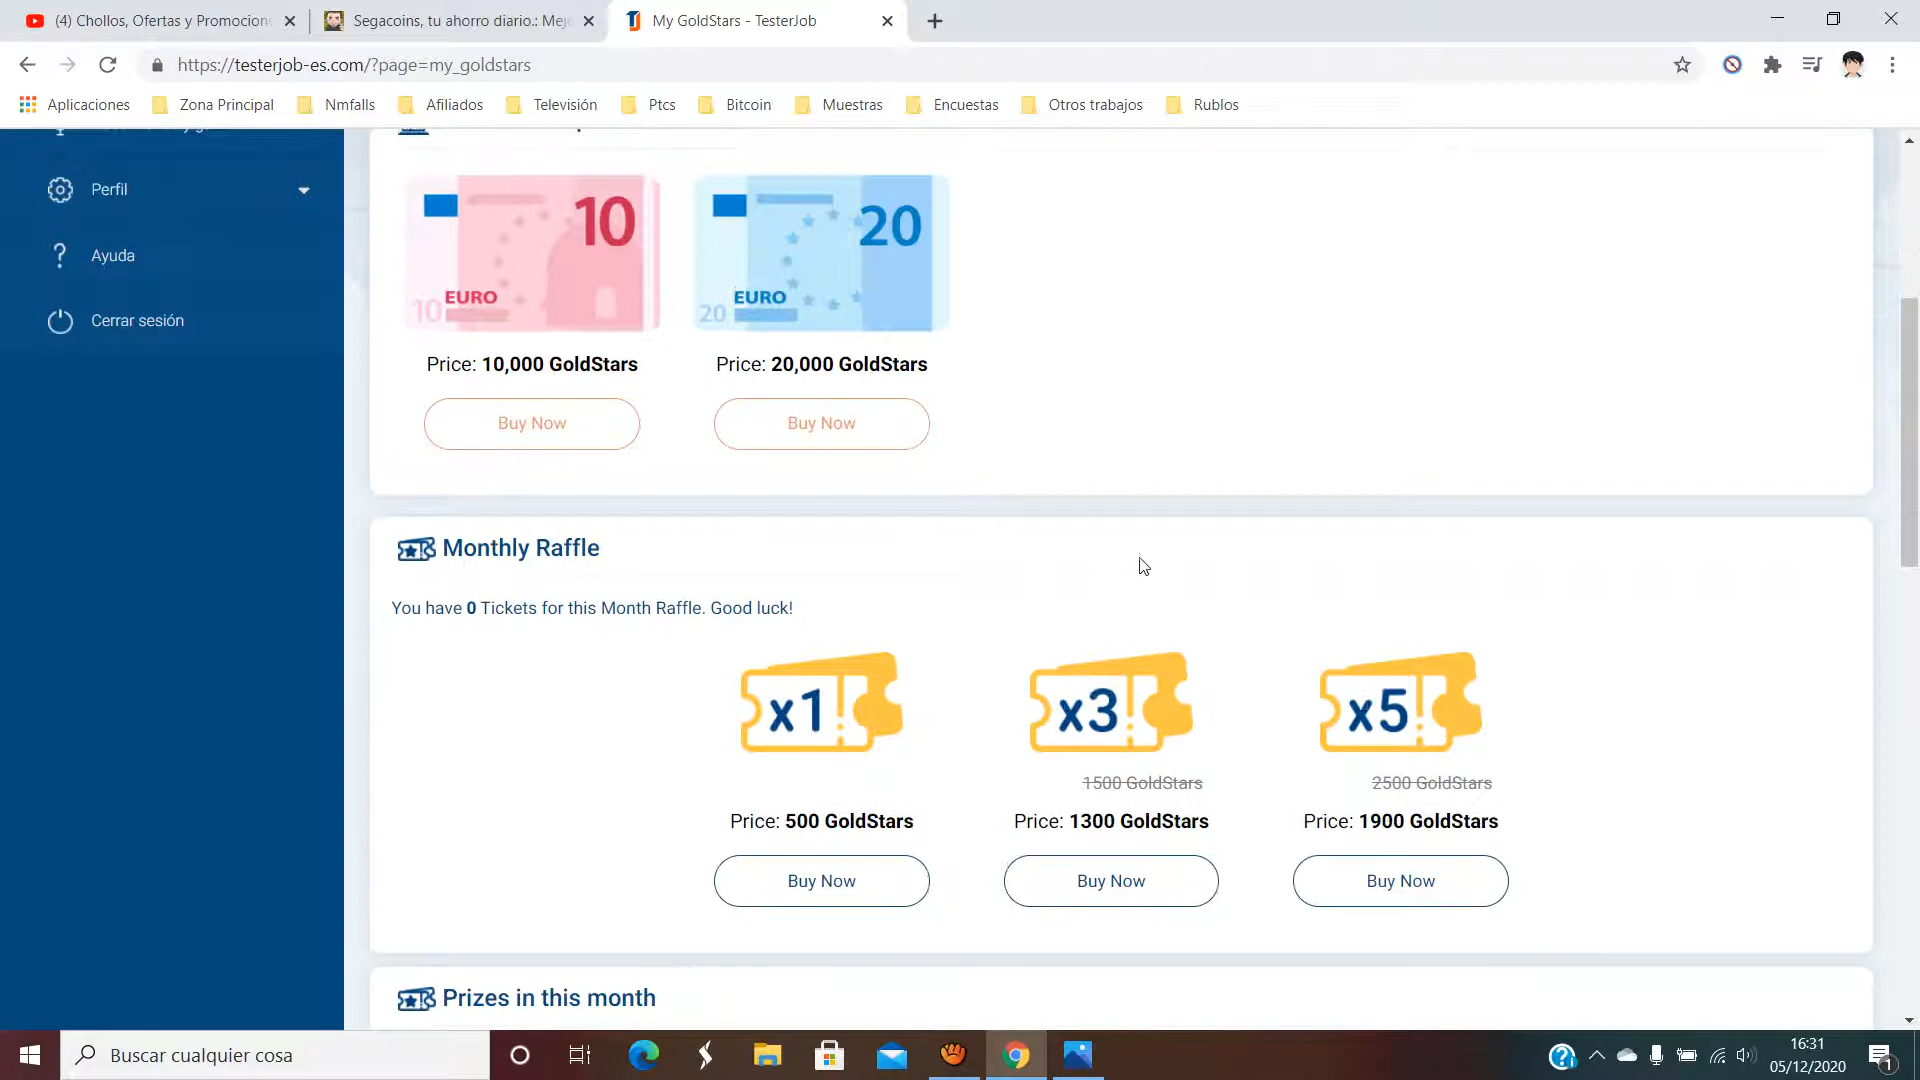 (4) Chollos, Ofertas y Promocion
Segacoins, tu ahorro diario.: Mej
My GoldStars - TesterJob
https://testerjob-es.com/?page=my_goldstars
Aplicaciones
Zona Principal
Nmfalls
Afiliados
Televisión
Ptcs
Bitcoin
Muestras
Encuestas
Otros trabajos
Rublos
Perfil
Ayuda
Cerrar sesión
10
EURO
10
20
EURO
20
Price: 10,000 GoldStars
Price: 20,000 GoldStars
Buy Now
Buy Now
Monthly Raffle
You have 0 Tickets for this Month Raffle. Good luck!
x1
x3
x5
1500 GoldStars
2500 GoldStars
Price: 500 GoldStars
Price: 1300 GoldStars
Price: 1900 GoldStars
Buy Now
Buy Now
Buy Now
Prizes in this month
Buscar cualquier cosa
16:31
05/12/2020
1